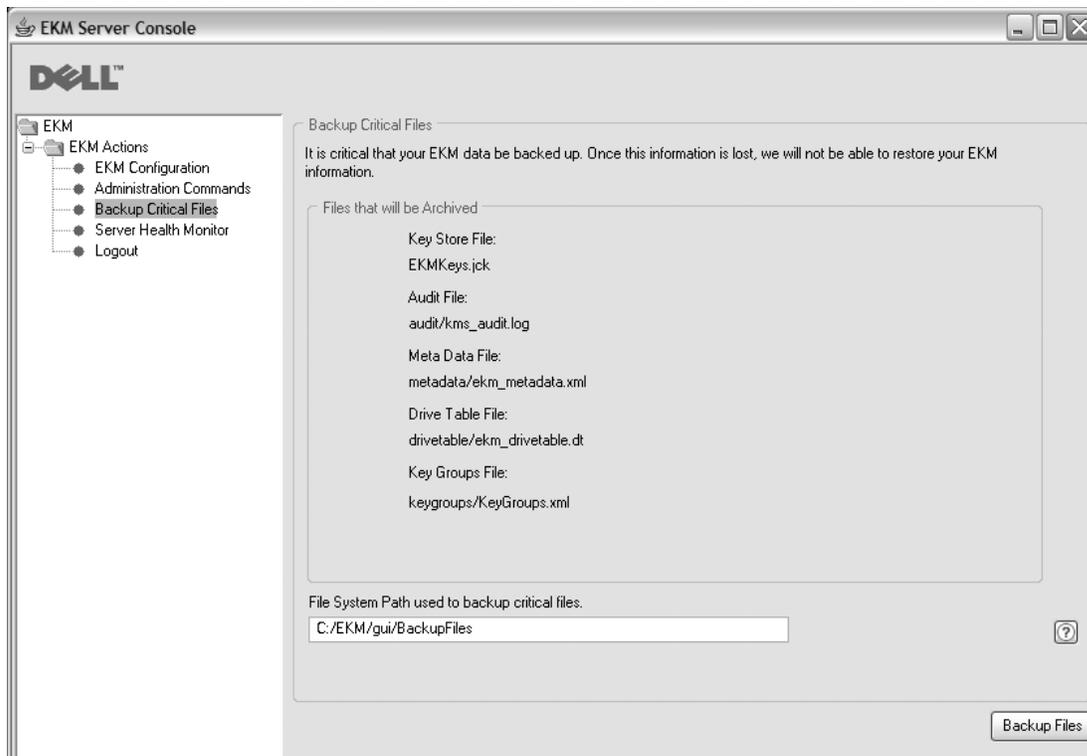 EKM Server Console
DELL™
EKM
EKM Actions
EKM Configuration
Administration Commands
Backup Critical Files
Server Health Monitor
Logout
Backup Critical Files
It is critical that your EKM data be backed up. Once this information is lost, we will not be able to restore your EKM
information.
Files that will be Archived
Key Store File:
EKMKeys.jck
Audit File:
audit/kms_audit.log
Meta Data File:
metadata/ekm_metadata.xml
Drive Table File:
drivetable/ekm_drivetable.dt
Key Groups File:
keygroups/KeyGroups.xml
File System Path used to backup critical files.
C:/EKM/gui/BackupFiles
?
Backup Files